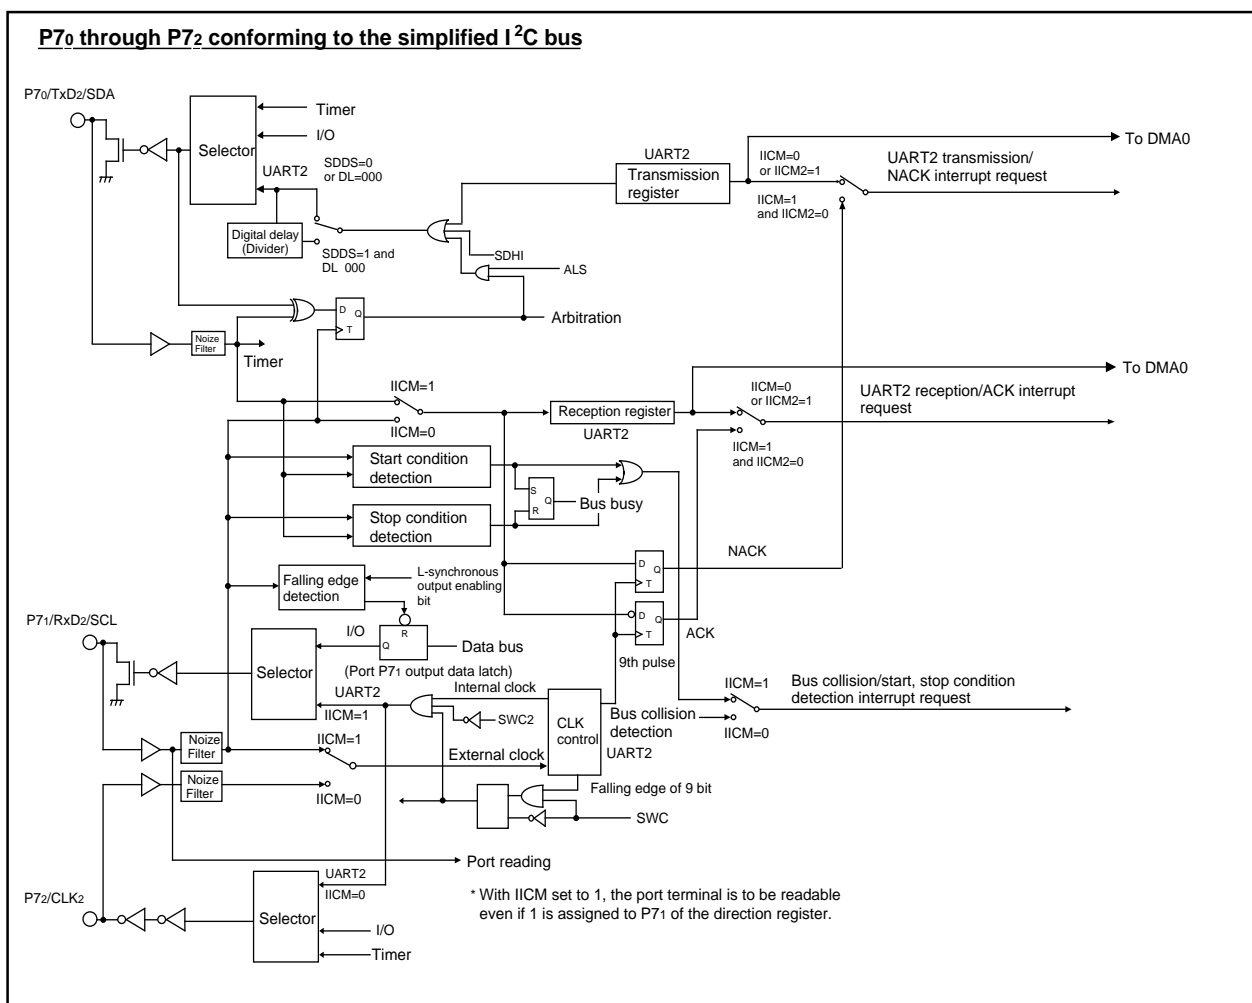 P70 through P72 conforming to the simplified I2C bus
P70/TxD2/SDA
Timer
I/O
Selector
UART2
SDDS=0
or DL=000
Digital delay
(Divider)
SDDS=1 and
DL 000
UART2
Transmission
register
IICM=0
or IICM2=1
IICM=1
and IICM2=0
To DMA0
UART2 transmission/
NACK interrupt request
SDHI
ALS
D
Q
T
Arbitration
Noize
Filter
Timer
IICM=1
IICM=0
Reception register
UART2
IICM=0
or IICM2=1
IICM=1
and IICM2=0
To DMA0
UART2 reception/ACK interrupt
request
Start condition
detection
Stop condition
detection
S
R
Q
Bus busy
NACK
D
Q
T
D
Q
T
ACK
9th pulse
Falling edge
detection
L-synchronous
output enabling
bit
P71/RxD2/SCL
I/O
R
Q
Data bus
(Port P71 output data latch)
Selector
UART2
IICM=1
Internal clock
SWC2
CLK
control
UART2
Bus collision
detection
IICM=1
IICM=0
Bus collision/start, stop condition
detection interrupt request
Noize
Filter
Noize
Filter
IICM=1
IICM=0
External clock
Falling edge of 9 bit
SWC
Port reading
P72/CLK2
UART2
IICM=0
Selector
I/O
Timer
* With IICM set to 1, the port terminal is to be readable
even if 1 is assigned to P71 of the direction register.